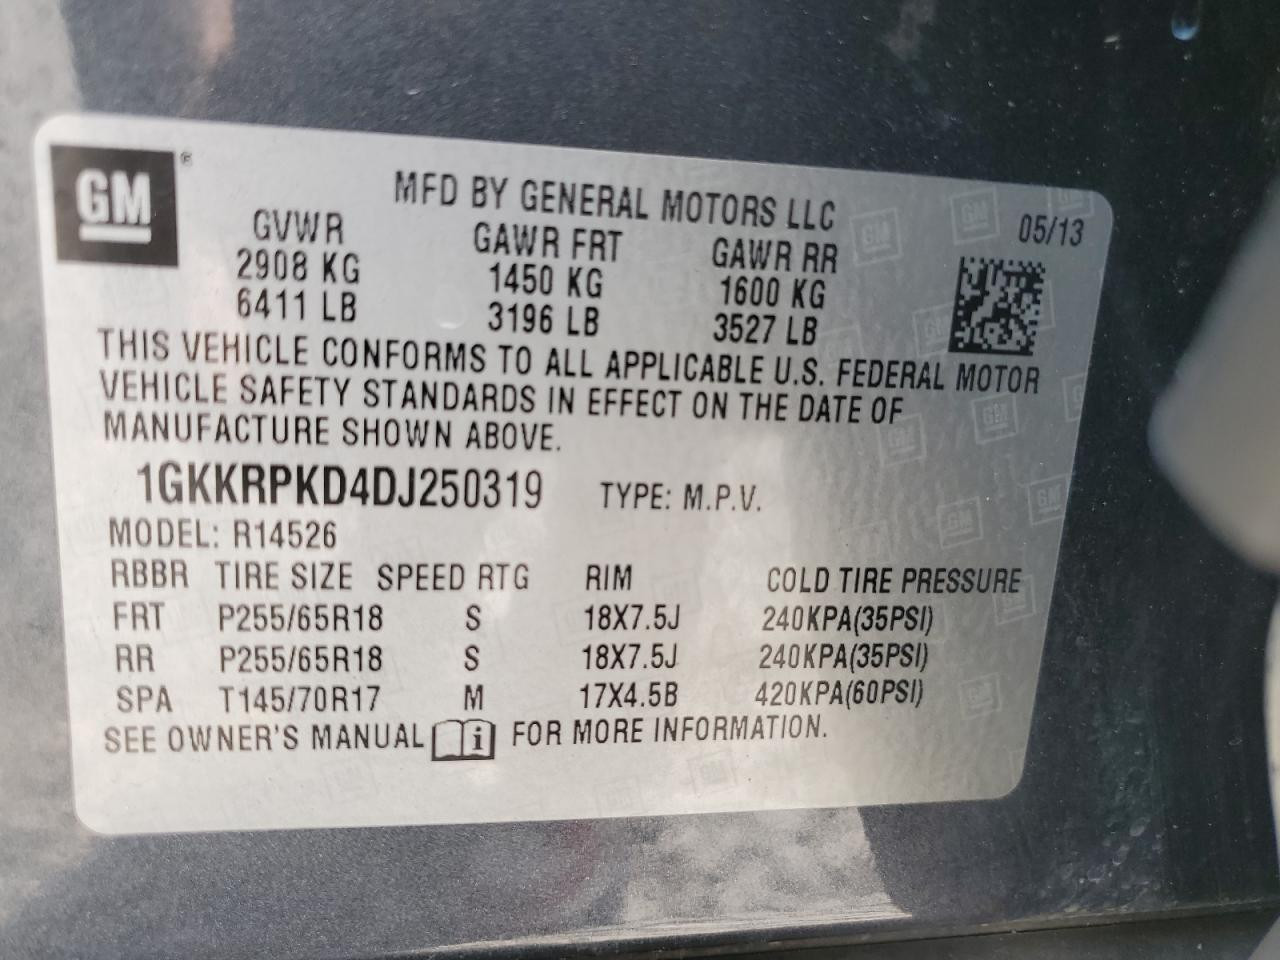 GM ®
MFD BY GENERAL MOTORS LLC
05/13
GVWR GAWR FRT GAWR RR
2908 KG 1450 KG 1600 KG
6411 LB 3196 LB 3527 LB
THIS VEHICLE CONFORMS TO ALL APPLICABLE U.S. FEDERAL MOTOR
VEHICLE SAFETY STANDARDS IN EFFECT ON THE DATE OF
MANUFACTURE SHOWN ABOVE.
1GKKRPKD4DJ250319 TYPE: M.P.V.
MODEL: R14526
RBBR TIRE SIZE SPEED RTG RIM COLD TIRE PRESSURE
FRT P255/65R18 S 18X7.5J 240KPA(35PSI)
RR P255/65R18 S 18X7.5J 240KPA(35PSI)
SPA T145/70R17 M 17X4.5B 420KPA(60PSI)
SEE OWNER'S MANUAL i FOR MORE INFORMATION.